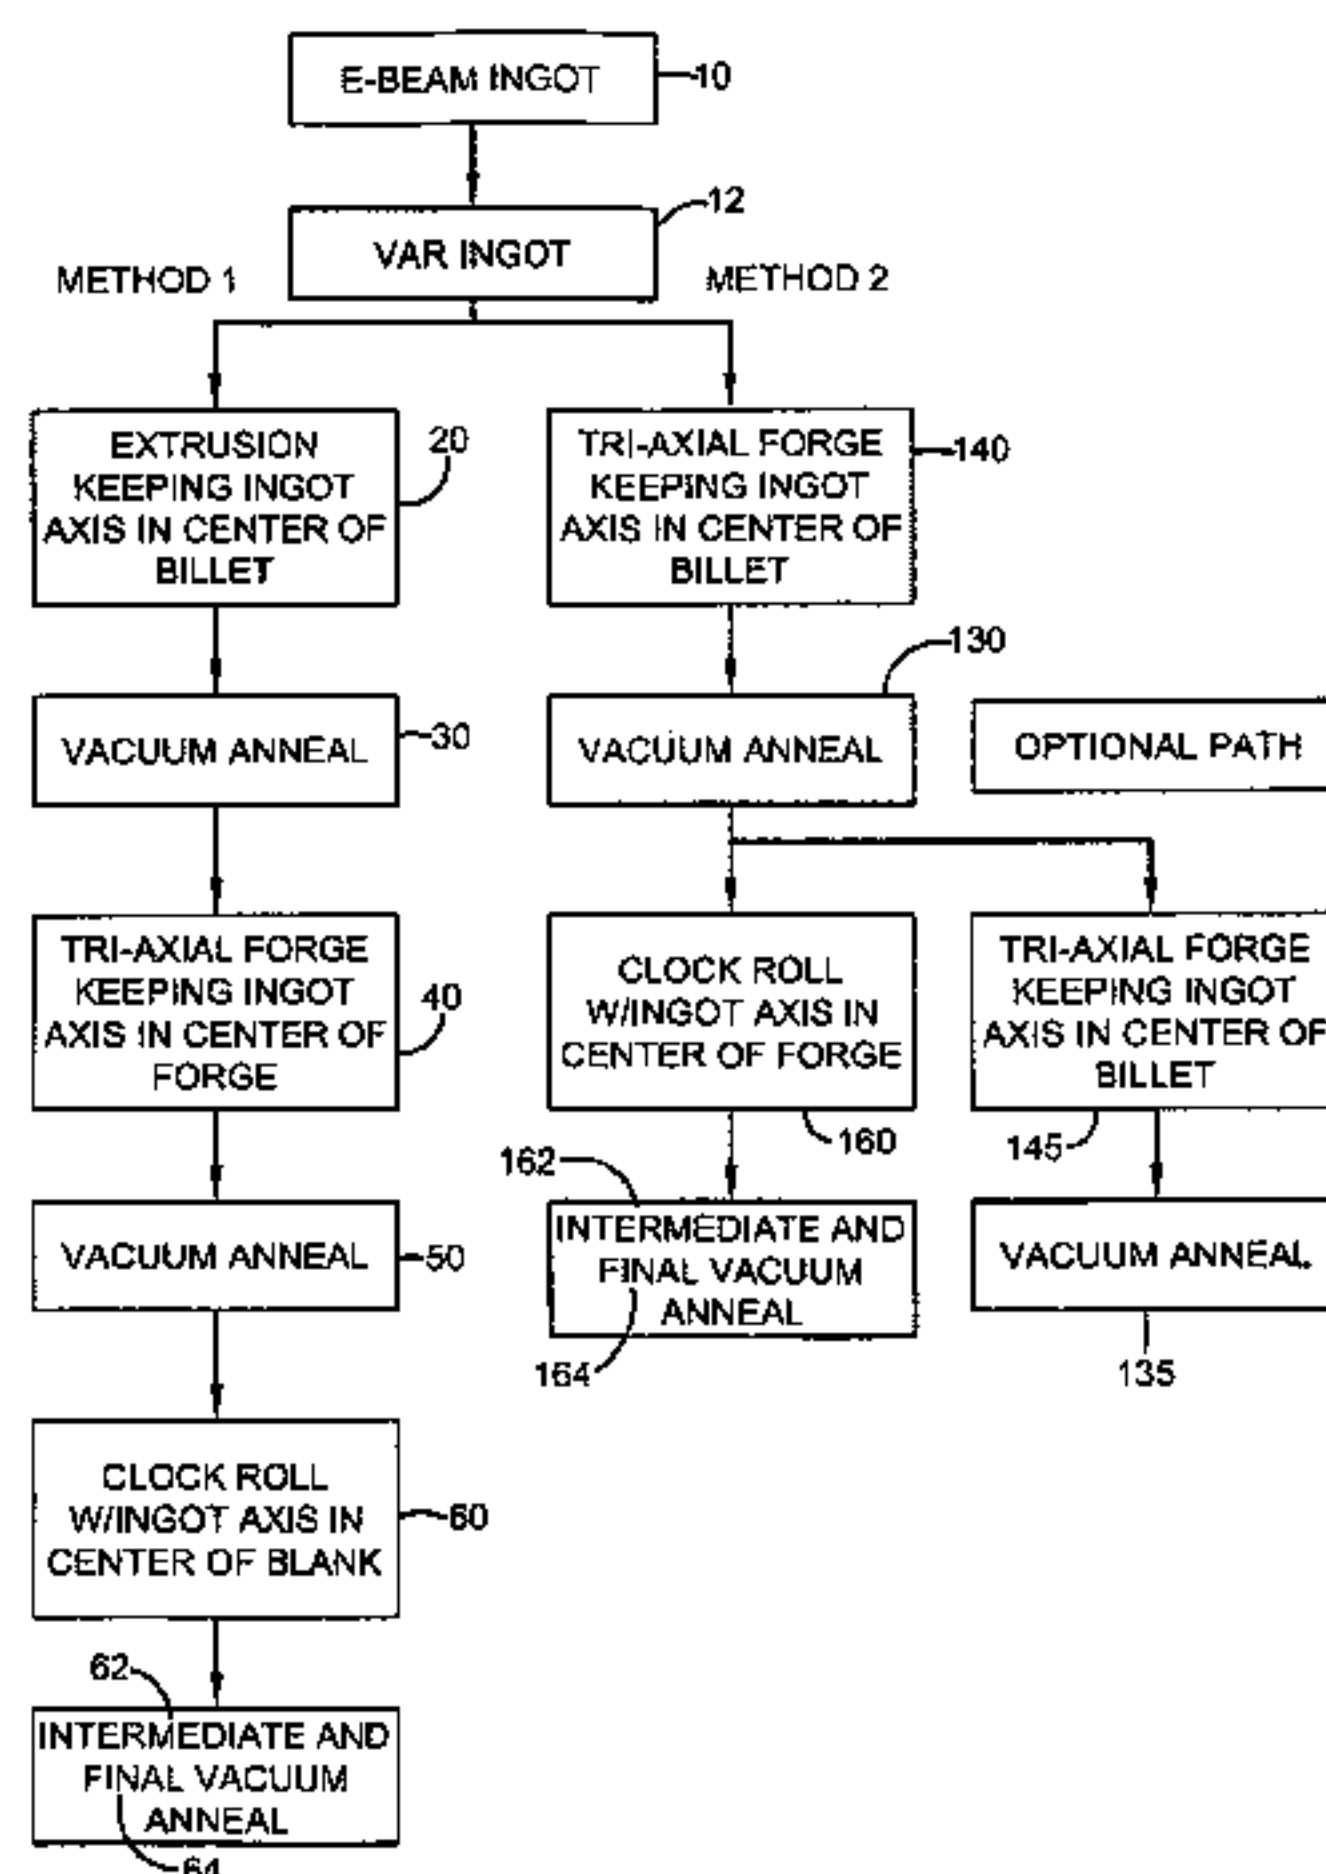 E-BEAM INGOT
10
12
VAR INGOT
METHOD 1
METHOD 2
EXTRUSION
KEEPING INGOT
AXIS IN CENTER OF
BILLET
20
TRI-AXIAL FORGE
KEEPING INGOT
AXIS IN CENTER OF
BILLET
140
130
VACUUM ANNEAL
30
VACUUM ANNEAL
OPTIONAL PATH
TRI-AXIAL FORGE
KEEPING INGOT
AXIS IN CENTER OF
FORGE
40
CLOCK ROLL
W/INGOT AXIS IN
CENTER OF FORGE
160
TRI-AXIAL FORGE
KEEPING INGOT
AXIS IN CENTER OF
BILLET
145
VACUUM ANNEAL
50
162
INTERMEDIATE AND
FINAL VACUUM
ANNEAL
164
VACUUM ANNEAL
135
CLOCK ROLL
W/INGOT AXIS IN
CENTER OF BLANK
60
62
INTERMEDIATE AND
FINAL VACUUM
ANNEAL
64